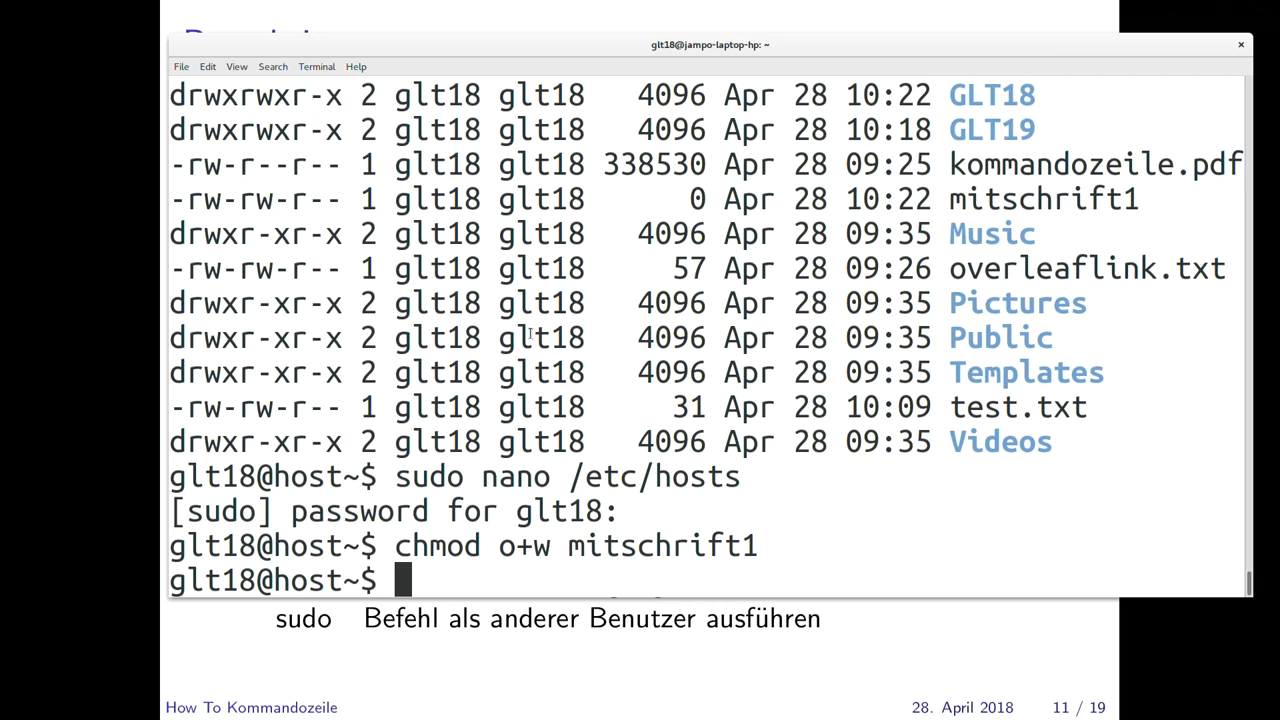 glt18@jampo-laptop-hp: ~
File Edit View Search Terminal Help
drwxrwxr-x 2 glt18 glt18   4096 Apr 28 10:22 GLT18
drwxrwxr-x 2 glt18 glt18   4096 Apr 28 10:18 GLT19
-rw-r--r-- 1 glt18 glt18 338530 Apr 28 09:25 kommandozeile.pdf
-rw-rw-r-- 1 glt18 glt18      0 Apr 28 10:22 mitschrift1
drwxr-xr-x 2 glt18 glt18   4096 Apr 28 09:35 Music
-rw-rw-r-- 1 glt18 glt18     57 Apr 28 09:26 overleaflink.txt
drwxr-xr-x 2 glt18 glt18   4096 Apr 28 09:35 Pictures
drwxr-xr-x 2 glt18 glt18   4096 Apr 28 09:35 Public
drwxr-xr-x 2 glt18 glt18   4096 Apr 28 09:35 Templates
-rw-rw-r-- 1 glt18 glt18     31 Apr 28 10:09 test.txt
drwxr-xr-x 2 glt18 glt18   4096 Apr 28 09:35 Videos
glt18@host~$ sudo nano /etc/hosts
[sudo] password for glt18:
glt18@host~$ chmod o+w mitschrift1
glt18@host~$
sudo Befehl als anderer Benutzer ausführen
How To Kommandozeile 28. April 2018 11 / 19